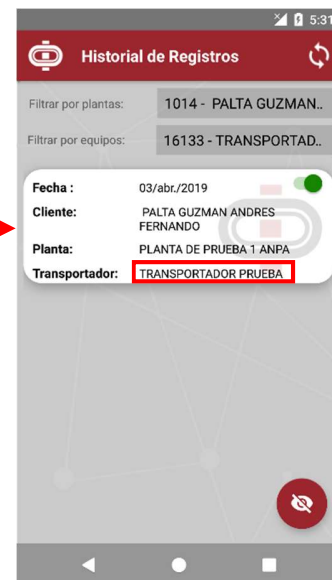 5:31
Historial de Registros
Filtrar por plantas: 1014 - PALTA GUZMAN..
Filtrar por equipos: 16133 - TRANSPORTAD..
Fecha : 03/abr./2019
Cliente: PALTA GUZMAN ANDRES
FERNANDO
Planta: PLANTA DE PRUEBA 1 ANPA
Transportador: TRANSPORTADOR PRUEBA